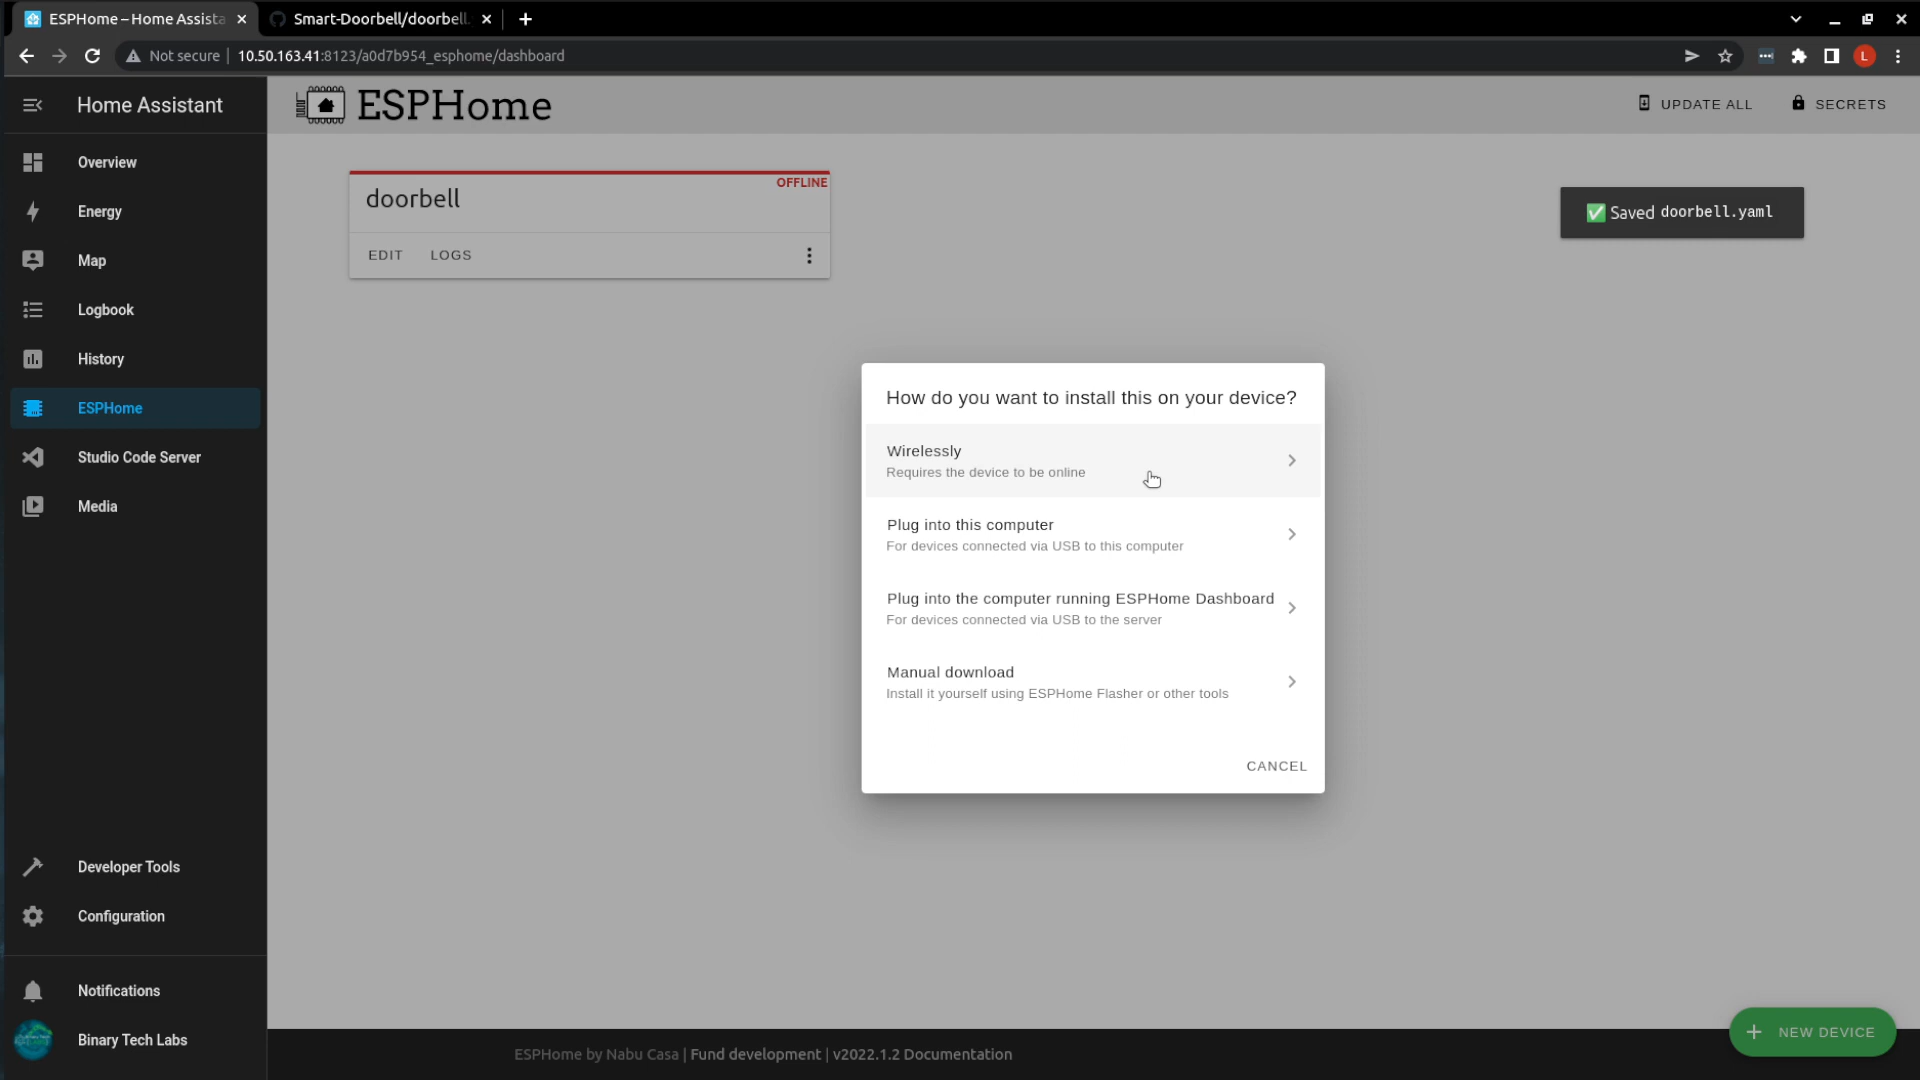 ESPHome – Home Assista
Smart-Doorbell/doorbell.
Not secure | 10.50.163.41:8123/a0d7b954_esphome/dashboard
L
Home Assistant
ESPHome
UPDATE ALL
SECRETS
Overview
Energy
Map
Logbook
History
ESPHome
Studio Code Server
Media
Developer Tools
Configuration
Notifications
Binary Tech Labs
OFFLINE
doorbell
EDIT
LOGS
✅ Saved doorbell.yaml
How do you want to install this on your device?
Wirelessly
Requires the device to be online
Plug into this computer
For devices connected via USB to this computer
Plug into the computer running ESPHome Dashboard
For devices connected via USB to the server
Manual download
Install it yourself using ESPHome Flasher or other tools
CANCEL
NEW DEVICE
ESPHome by Nabu Casa | Fund development | v2022.1.2 Documentation